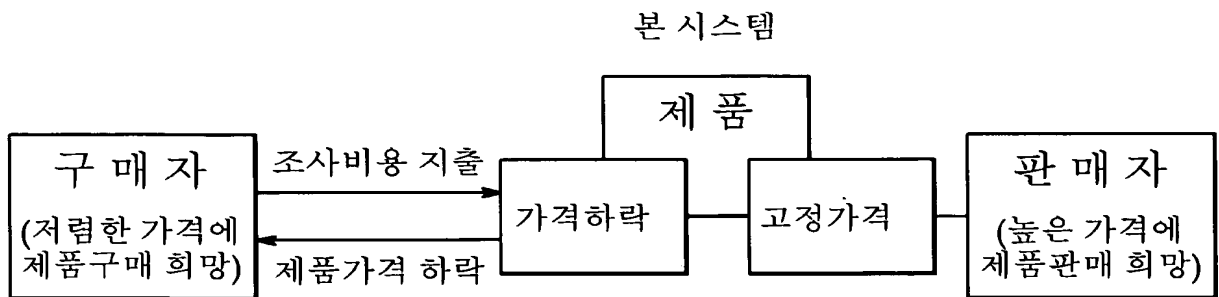 본 시스템
제 품
구 매 자
(저렴한 가격에
제품구매 희망)
조사비용 지출
제품가격 하락
가격하락
고정가격
판 매 자
(높은 가격에
제품판매 희망)